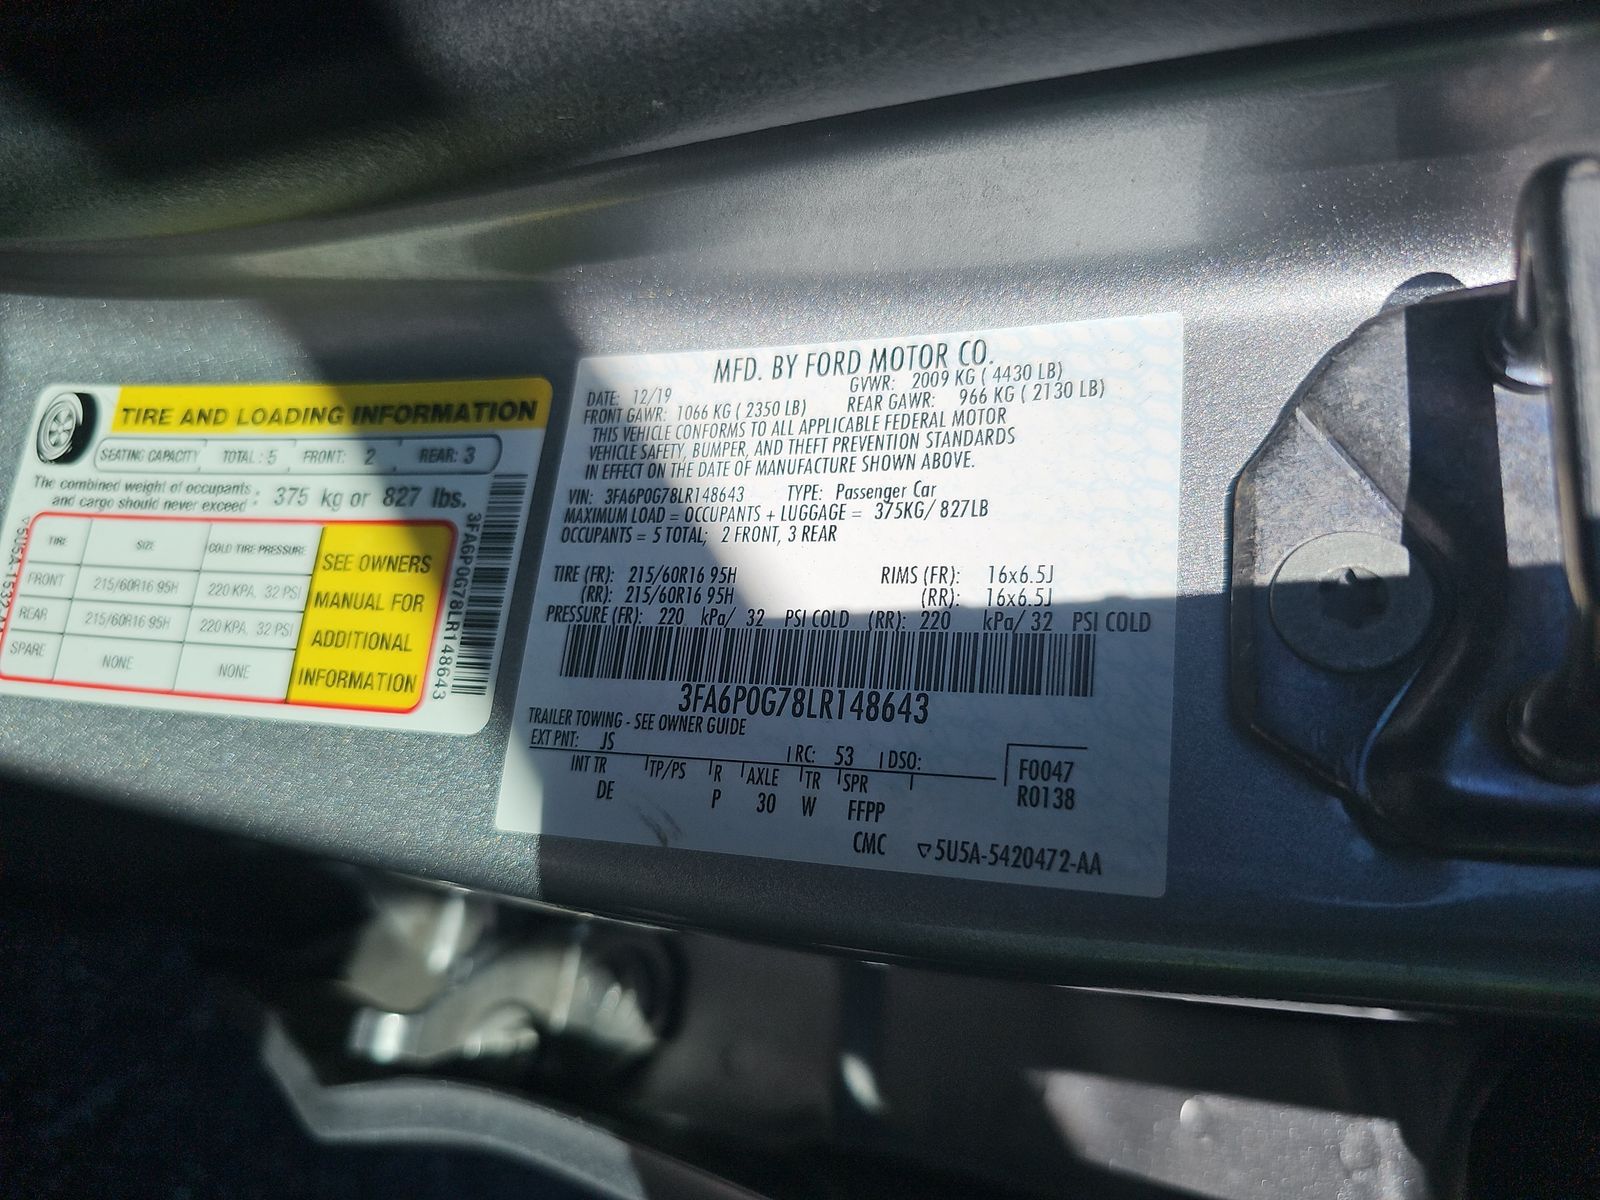 TIRE AND LOADING INFORMATION
SEATING CAPACITY TOTAL : 5 FRONT: 2 REAR: 3
The combined weight of occupants and cargo should never exceed : 375 kg or 827 lbs.
TIRE SIZE COLD TIRE PRESSURE
FRONT 215/60R16 95H 220 KPA, 32 PSI
REAR 215/60R16 95H 220 KPA, 32 PSI
SPARE NONE NONE
SEE OWNERS
MANUAL FOR
ADDITIONAL
INFORMATION
3FA6P0G78LR148643
MFD. BY FORD MOTOR CO.
DATE: 12/19 GVWR: 2009 KG ( 4430 LB)
FRONT GAWR: 1066 KG ( 2350 LB) REAR GAWR: 966 KG ( 2130 LB)
THIS VEHICLE CONFORMS TO ALL APPLICABLE FEDERAL MOTOR
VEHICLE SAFETY, BUMPER, AND THEFT PREVENTION STANDARDS
IN EFFECT ON THE DATE OF MANUFACTURE SHOWN ABOVE.
VIN: 3FA6P0G78LR148643 TYPE: Passenger Car
MAXIMUM LOAD = OCCUPANTS + LUGGAGE = 375KG/ 827LB
OCCUPANTS = 5 TOTAL; 2 FRONT, 3 REAR
TIRE (FR): 215/60R16 95H RIMS (FR): 16x6.5J
(RR): 215/60R16 95H (RR): 16x6.5J
PRESSURE (FR): 220 kPa/ 32 PSI COLD (RR): 220 kPa/ 32 PSI COLD
3FA6P0G78LR148643
TRAILER TOWING - SEE OWNER GUIDE
EXT PNT: JS RC: 53 DSO:
INT TR TP/PS R AXLE TR SPR
DE P 30 W FFPP
F0047
R0138
CMC 5U5A-5420472-AA